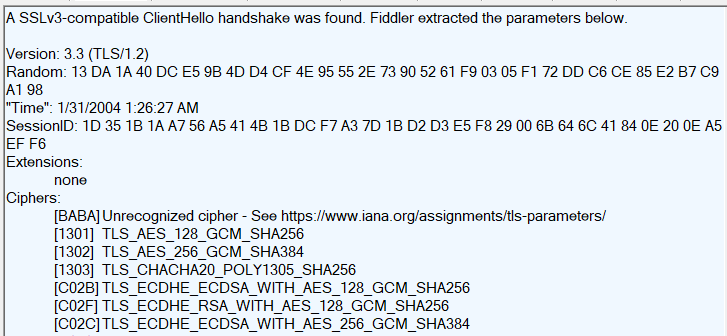 A SSLv3-compatible ClientHello handshake was found. Fiddler extracted the parameters below.
Version: 3.3 (TLS/1.2)
Random: 13 DA 1A 40 DC E5 9B 4D D4 CF 4E 95 55 2E 73 90 52 61 F9 03 05 F1 72 DD C6 CE 85 E2 B7 C9
A1 98
"Time": 1/31/2004 1:26:27 AM
SessionID: 1D 35 1B 1A A7 56 A5 41 4B 1B DC F7 A3 7D 1B D2 D3 E5 F8 29 00 6B 64 6C 41 84 0E 20 0E A5
EF F6
Extensions:
none
Ciphers:
[BABA] Unrecognized cipher - See https://www.iana.org/assignments/tls-parameters/
[1301] TLS_AES_128_GCM_SHA256
[1302] TLS_AES_256_GCM_SHA384
[1303] TLS_CHACHA20_POLY1305_SHA256
[C02B] TLS_ECDHE_ECDSA_WITH_AES_128_GCM_SHA256
[C02F] TLS_ECDHE_RSA_WITH_AES_128_GCM_SHA256
[C02C] TLS_ECDHE_ECDSA_WITH_AES_256_GCM_SHA384